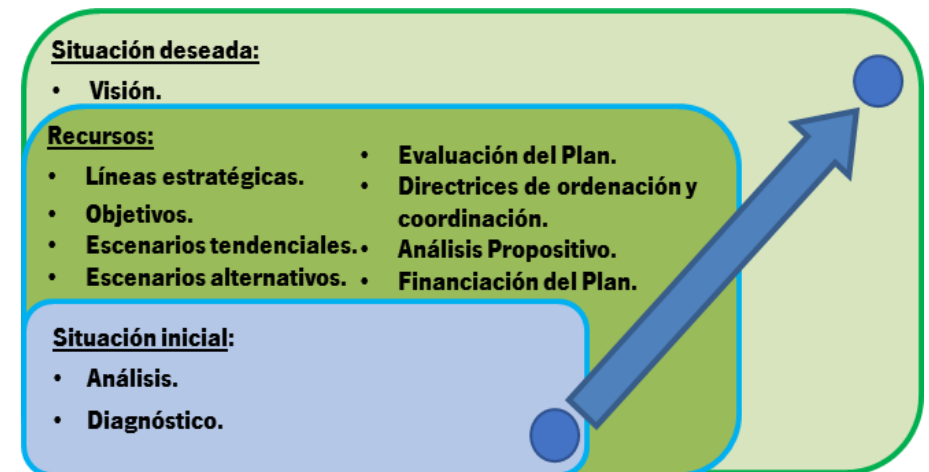 Situación deseada:
• Visión.
Recursos:
• Líneas estratégicas.
• Objetivos.
• Escenarios tendenciales.
• Escenarios alternativos.
• Evaluación del Plan.
• Directrices de ordenación y
coordinación.
• Análisis Propositivo.
• Financiación del Plan.
Situación inicial:
• Análisis.
• Diagnóstico.